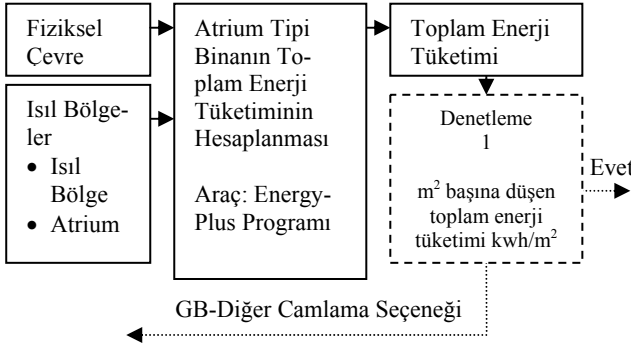 Fiziksel
Çevre
Isıl Bölge-
ler
• Isıl
Bölge
• Atrium
Atrium Tipi
Binanın To-
plam Enerji
Tüketiminin
Hesaplanması
Araç: Energy-
Plus Programı
Toplam Enerji
Tüketimi
Denetleme
1
m² başına düşen
toplam enerji
tüketimi kwh/m²
Evet
GB-Diğer Camlama Seçeneği